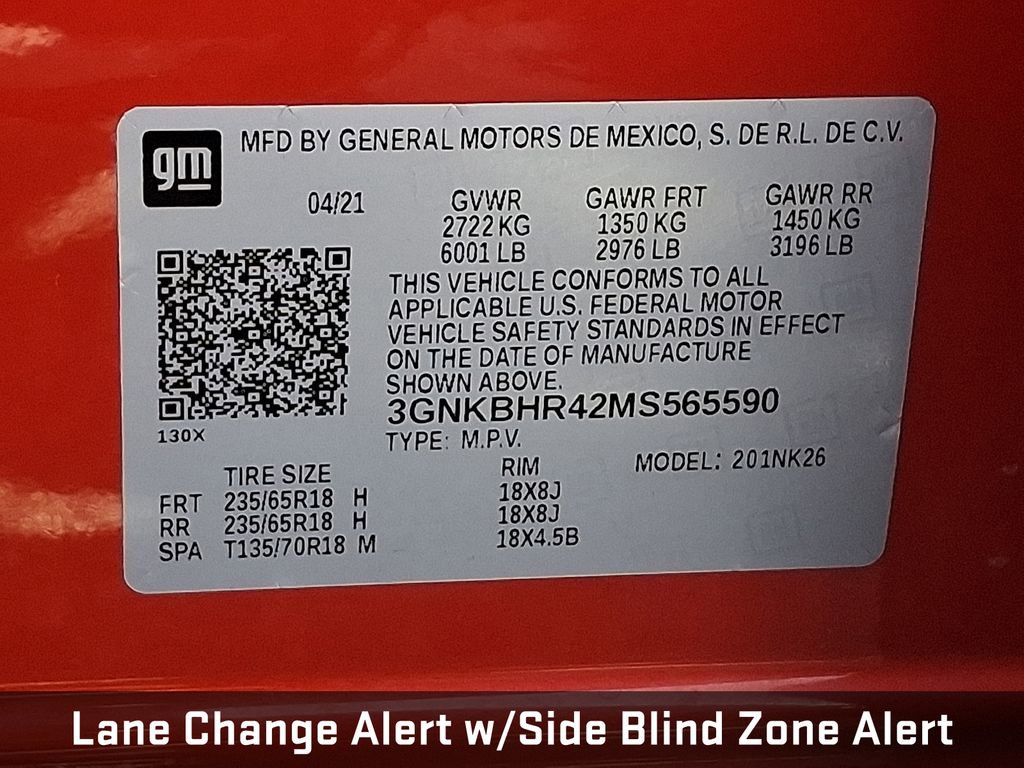 gm
MFD BY GENERAL MOTORS DE MEXICO, S. DE R.L. DE C.V.
04/21 GVWR GAWR FRT GAWR RR
2722 KG 1350 KG 1450 KG
6001 LB 2976 LB 3196 LB
THIS VEHICLE CONFORMS TO ALL
APPLICABLE U.S. FEDERAL MOTOR
VEHICLE SAFETY STANDARDS IN EFFECT
ON THE DATE OF MANUFACTURE
SHOWN ABOVE.
3GNKBHR42MS565590
130X
TYPE: M.P.V.
TIRE SIZE RIM MODEL: 201NK26
FRT 235/65R18 H 18X8J
RR 235/65R18 H 18X8J
SPA T135/70R18 M 18X4.5B
Lane Change Alert w/Side Blind Zone Alert